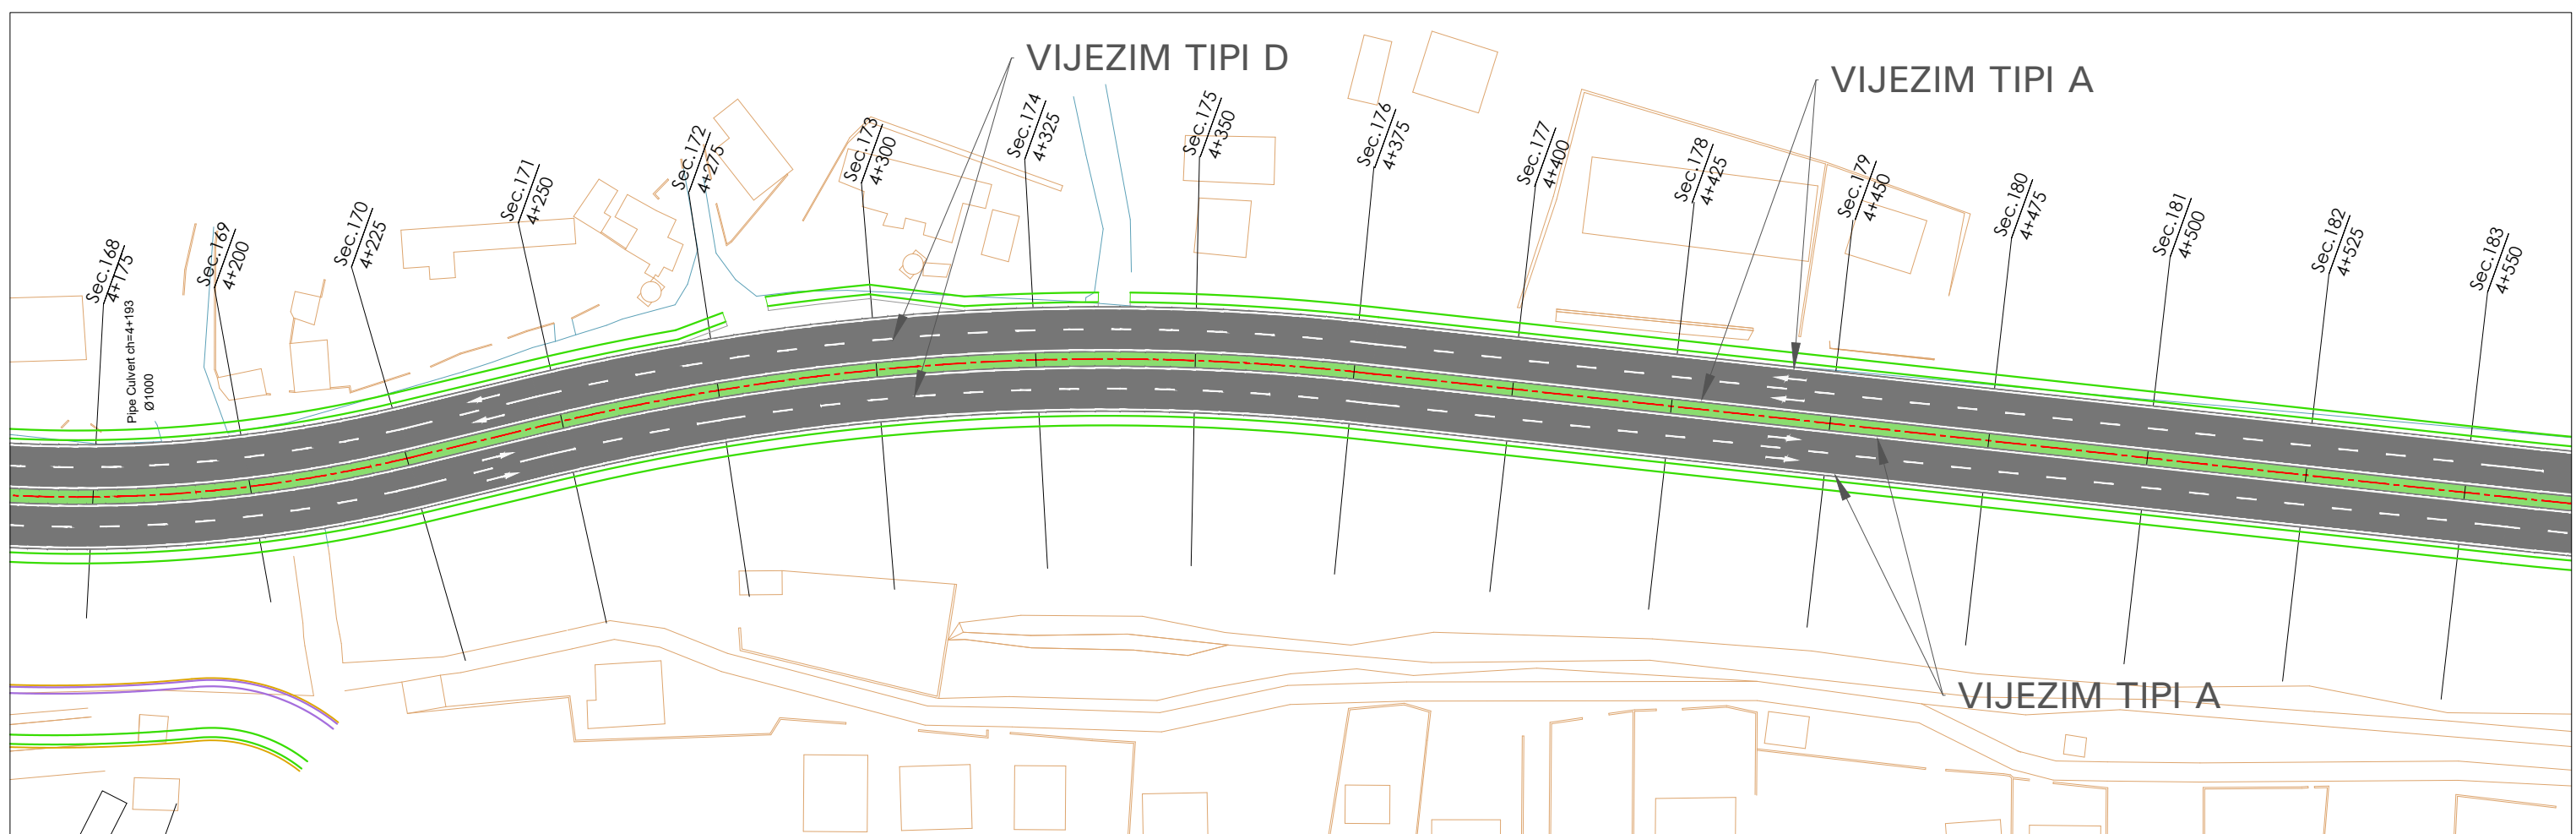 VIJEZIM TIPI D
VIJEZIM TIPI A
Sec.168
4+175
Pipe Culvert ch=4+193
Ø1000
Sec.169
4+200
Sec.170
4+225
Sec.171
4+250
Sec.172
4+275
Sec.173
4+300
Sec.174
4+325
Sec.175
4+350
Sec.176
4+375
Sec.177
4+400
Sec.178
4+425
Sec.179
4+450
Sec.180
4+475
Sec.181
4+500
Sec.182
4+525
Sec.183
4+550
VIJEZIM TIPI A